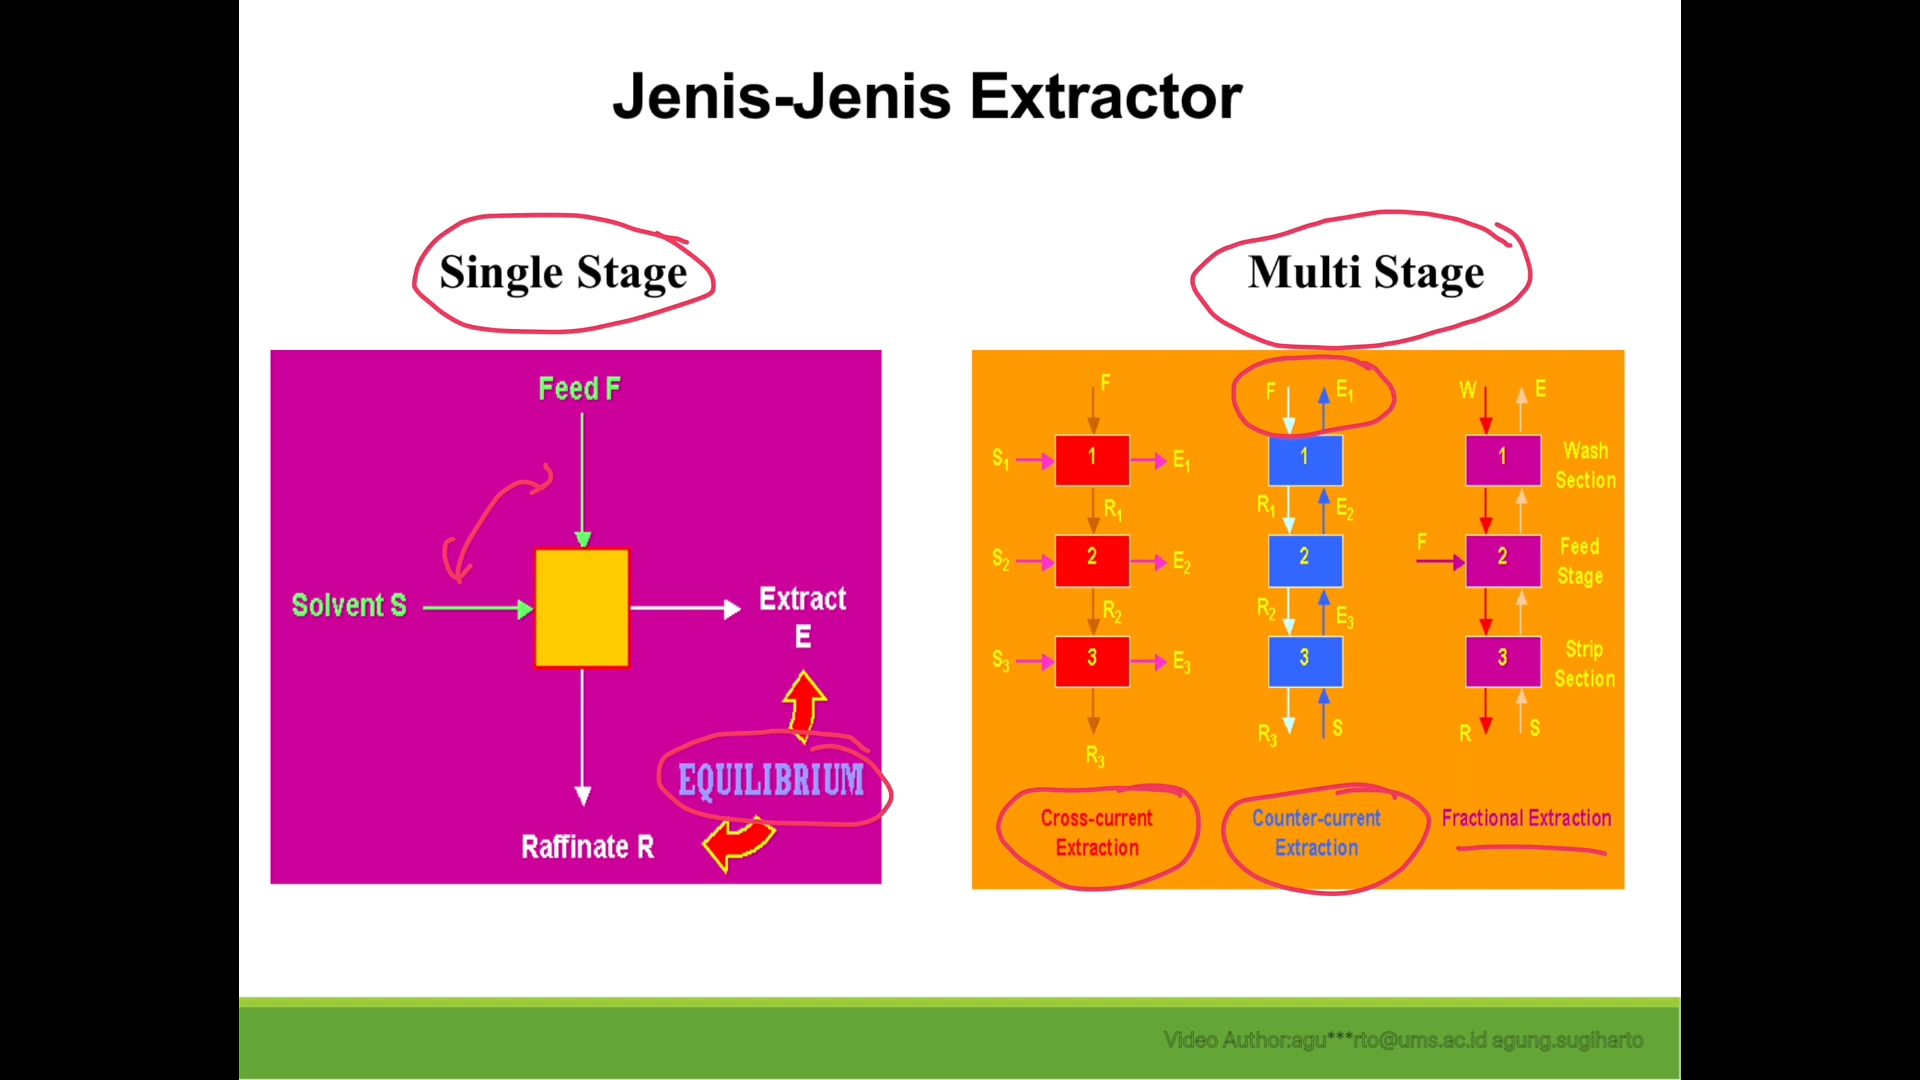 Jenis-Jenis Extractor
Single Stage
Feed F
Solvent S
Extract
E
EQUILIBRIUM
Raffinate R
Multi Stage
F
S1
1
E1
R1
S2
2
E2
R2
S3
3
E3
R3
Cross-current
Extraction
F
E1
1
R1
E2
2
R2
E3
3
R3
S
Counter-current
Extraction
W
E
1
Wash
Section
F
2
Feed
Stage
3
Strip
Section
R
S
Fractional Extraction
Video Author:agu***rto@ums.ac.id agung.sugiharto